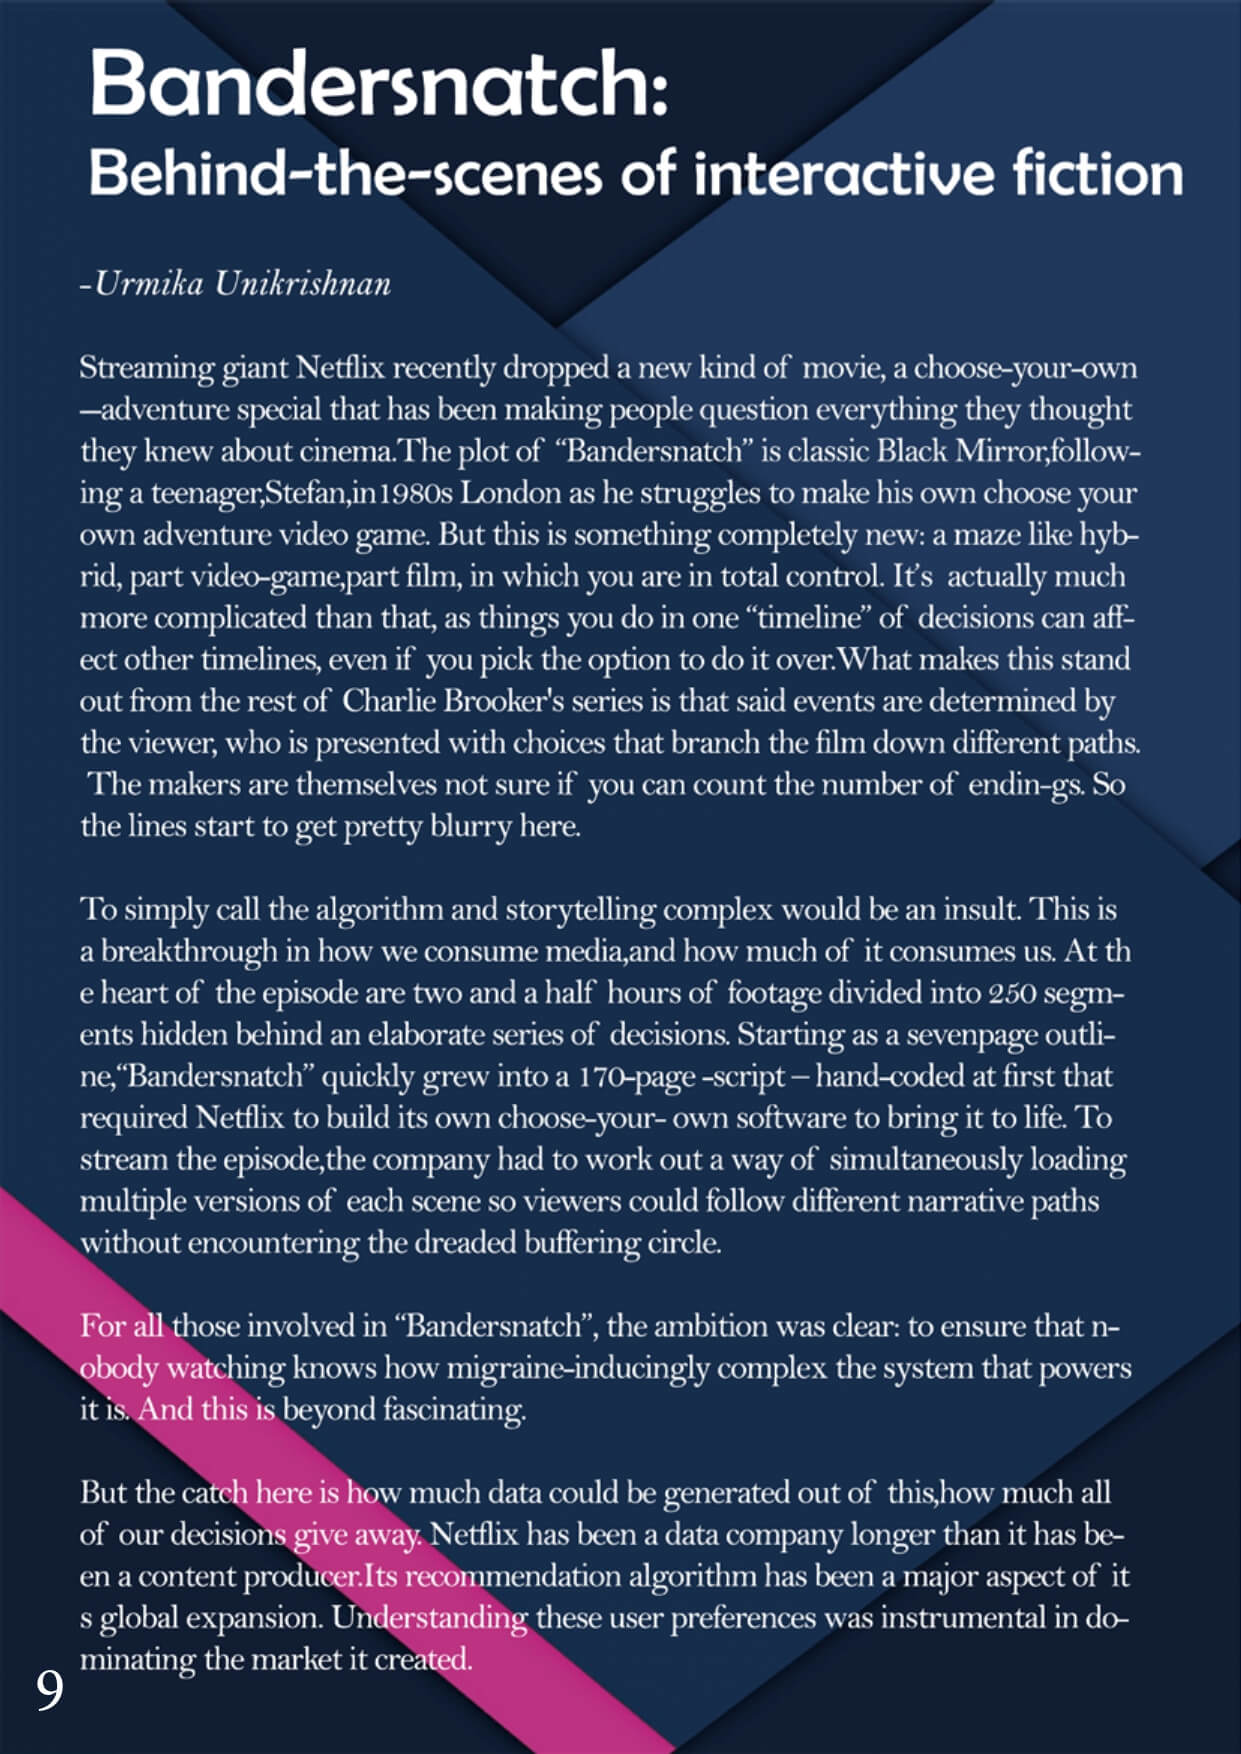 Bandersnatch:
Behind-the-scenes of interactive fiction
-Urmika Unikrishnan
Streaming giant Netflix recently dropped a new kind of movie, a choose-your-own
—adventure special that has been making people question everything they thought
they knew about cinema.The plot of “Bandersnatch” is classic Black Mirror,follow-
ing a teenager,Stefan,in1980s London as he struggles to make his own choose your
own adventure video game. But this is something completely new: a maze like hyb-
rid, part video-game,part film, in which you are in total control. It’s actually much
more complicated than that, as things you do in one “timeline” of decisions can aff-
ect other timelines, even if you pick the option to do it over.What makes this stand
out from the rest of Charlie Brooker's series is that said events are determined by
the viewer, who is presented with choices that branch the film down different paths.
The makers are themselves not sure if you can count the number of endin-gs. So
the lines start to get pretty blurry here.
To simply call the algorithm and storytelling complex would be an insult. This is
a breakthrough in how we consume media,and how much of it consumes us. At th
e heart of the episode are two and a half hours of footage divided into 250 segm-
ents hidden behind an elaborate series of decisions. Starting as a sevenpage outli-
ne,“Bandersnatch” quickly grew into a 170-page -script – hand-coded at first that
required Netflix to build its own choose-your- own software to bring it to life. To
stream the episode,the company had to work out a way of simultaneously loading
multiple versions of each scene so viewers could follow different narrative paths
without encountering the dreaded buffering circle.
For all those involved in “Bandersnatch”, the ambition was clear: to ensure that n-
obody watching knows how migraine-inducingly complex the system that powers
it is. And this is beyond fascinating.
But the catch here is how much data could be generated out of this,how much all
of our decisions give away. Netflix has been a data company longer than it has be-
en a content producer.Its recommendation algorithm has been a major aspect of it
s global expansion. Understanding these user preferences was instrumental in do-
minating the market it created.
9